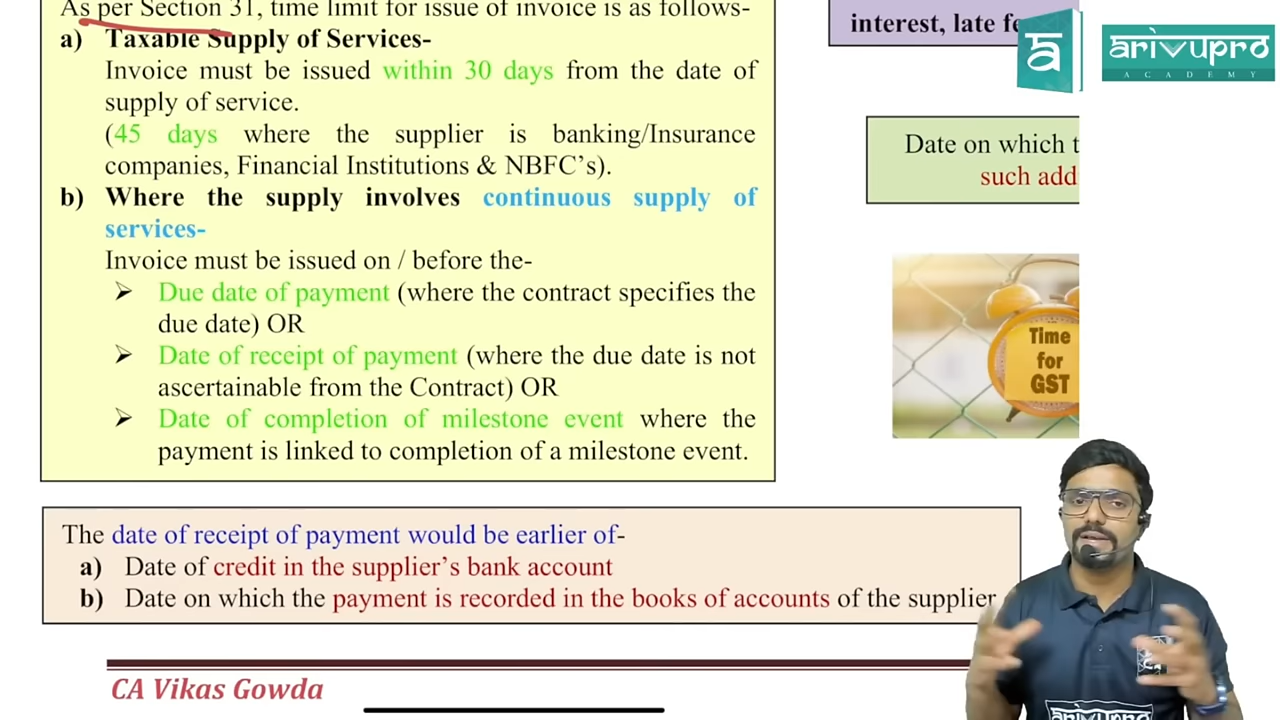 As per Section 31, time limit for issue of invoice is as follows-
a) Taxable Supply of Services-
Invoice must be issued within 30 days from the date of
supply of service.
(45 days where the supplier is banking/Insurance
companies, Financial Institutions & NBFC's).
b) Where the supply involves continuous supply of
services-
Invoice must be issued on / before the-
➢ Due date of payment (where the contract specifies the
due date) OR
➢ Date of receipt of payment (where the due date is not
ascertainable from the Contract) OR
➢ Date of completion of milestone event where the
payment is linked to completion of a milestone event.
The date of receipt of payment would be earlier of-
a) Date of credit in the supplier's bank account
b) Date on which the payment is recorded in the books of accounts of the supplier
CA Vikas Gowda
interest, late fe
arivupro
ACADEMY
Date on which t
such add
Time
for
GST
arivupro